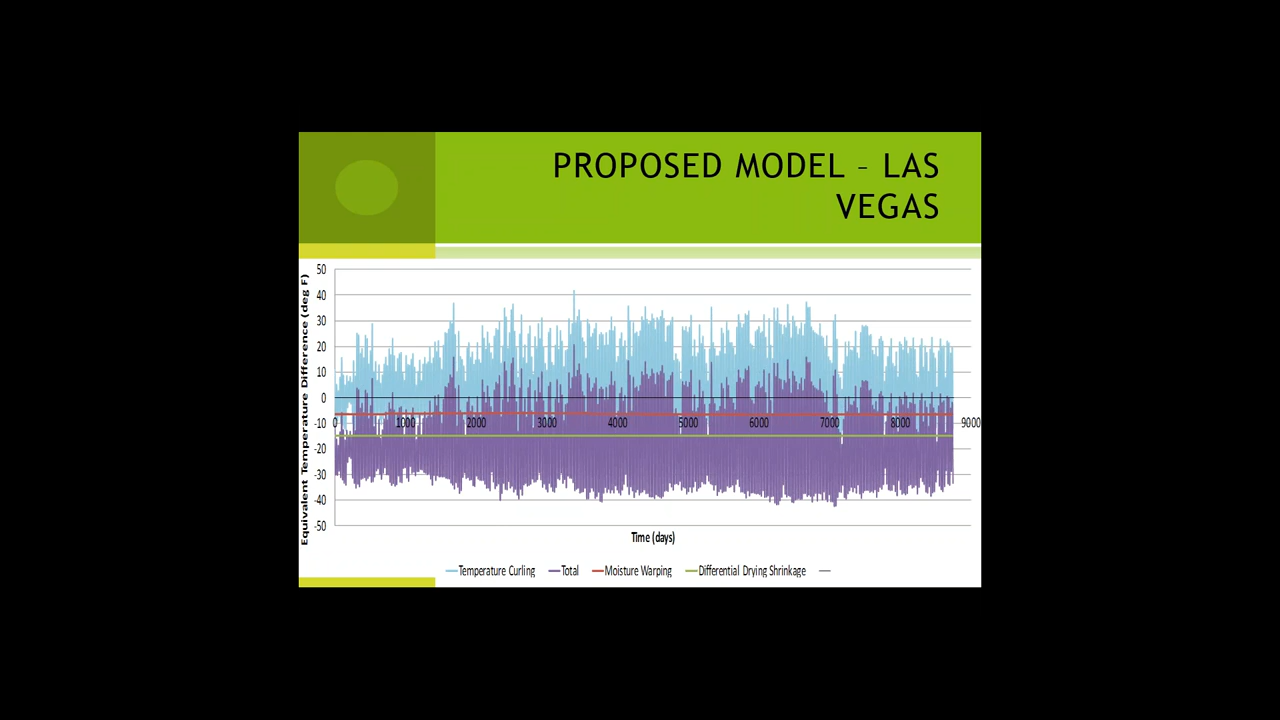 PROPOSED MODEL – LAS
VEGAS
Equivalent Temperature Difference (deg F)
50
40
30
20
10
0
-10
-20
-30
-40
-50
0 1000 2000 3000 4000 5000 6000 7000 8000 9000
Time (days)
Temperature Curling Total Moisture Warping Differential Drying Shrinkage